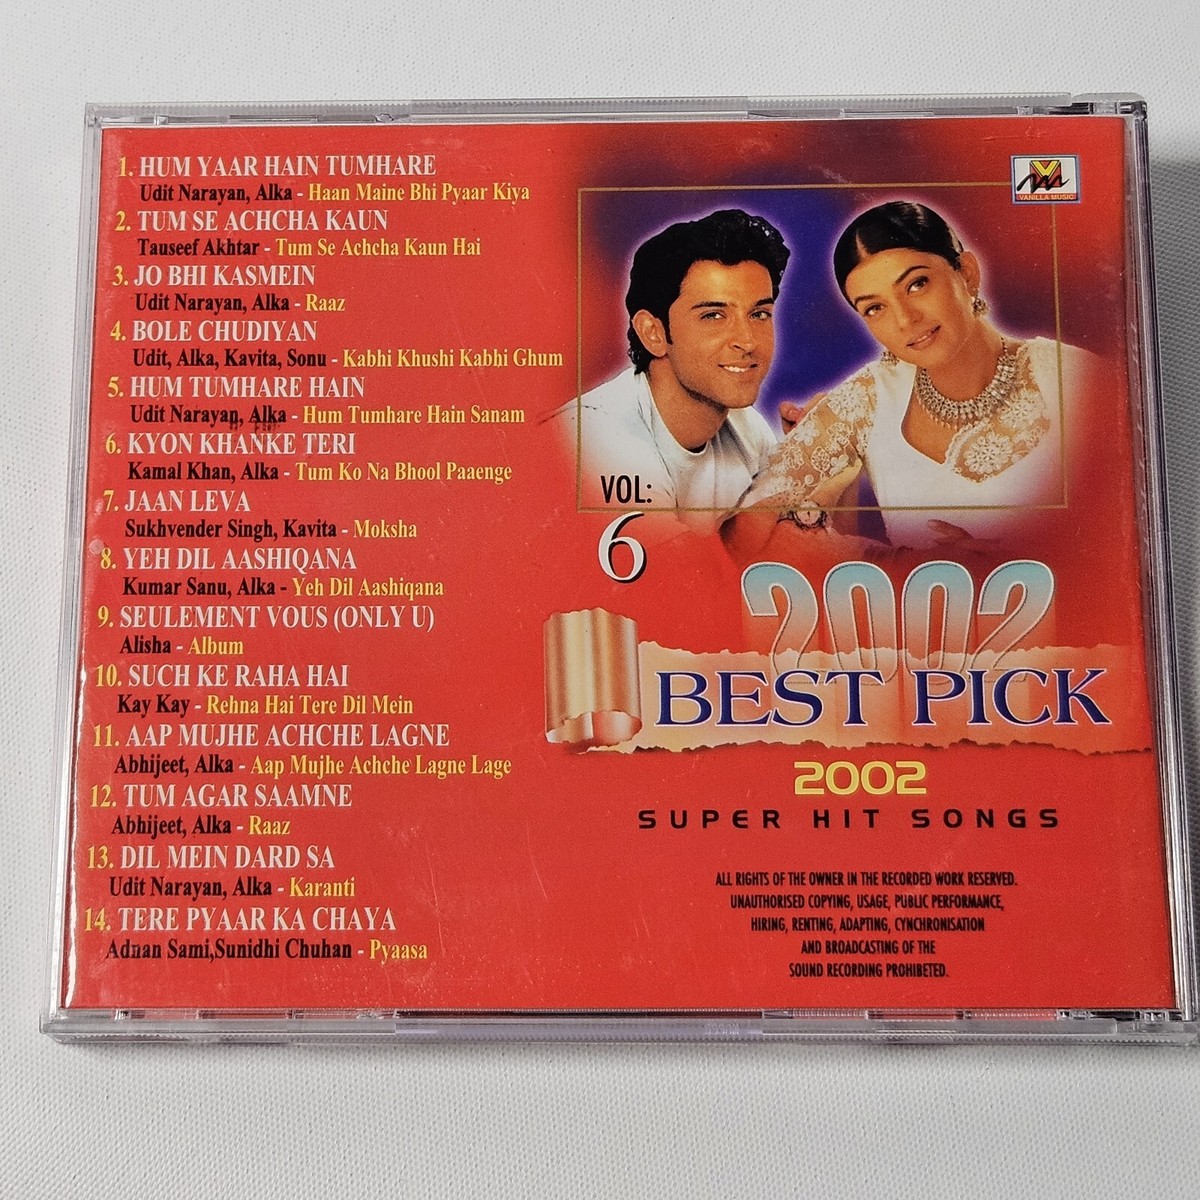 1. HUM YAAR HAIN TUMHARE
Udit Narayan, Alka - Haan Maine Bhi Pyaar Kiya
2. TUM SE ACHCHA KAUN
Tauseef Akhtar - Tum Se Achcha Kaun Hai
3. JO BHI KASMEIN
Udit Narayan, Alka - Raaz
4. BOLE CHUDIYAN
Udit, Alka, Kavita, Sonu - Kabhi Khushi Kabhi Ghum
5. HUM TUMHARE HAIN
Udit Narayan, Alka - Hum Tumhare Hain Sanam
6. KYON KHANKE TERI
Kamal Khan, Alka - Tum Ko Na Bhool Paaenge
7. JAAN LEVA
Sukhvender Singh, Kavita - Moksha
8. YEH DIL AASHIQANA
Kumar Sanu, Alka - Yeh Dil Aashiqana
9. SEULEMENT VOUS (ONLY U)
Alisha - Album
10. SUCH KE RAHA HAI
Kay Kay - Rehna Hai Tere Dil Mein
11. AAP MUJHE ACHCHE LAGNE
Abhijeet, Alka - Aap Mujhe Achche Lagne Lage
12. TUM AGAR SAAMNE
Abhijeet, Alka - Raaz
13. DIL MEIN DARD SA
Udit Narayan, Alka - Karanti
14. TERE PYAAR KA CHAYA
Adnan Sami,Sunidhi Chuhan - Pyaasa
VM
VANILLA MUSIC
VOL:
6
2002
BEST PICK
2002
SUPER HIT SONGS
ALL RIGHTS OF THE OWNER IN THE RECORDED WORK RESERVED.
UNAUTHORISED COPYING, USAGE, PUBLIC PERFORMANCE,
HIRING, RENTING, ADAPTING, CYNCHRONISATION
AND BROADCASTING OF THE
SOUND RECORDING PROHIBETED.